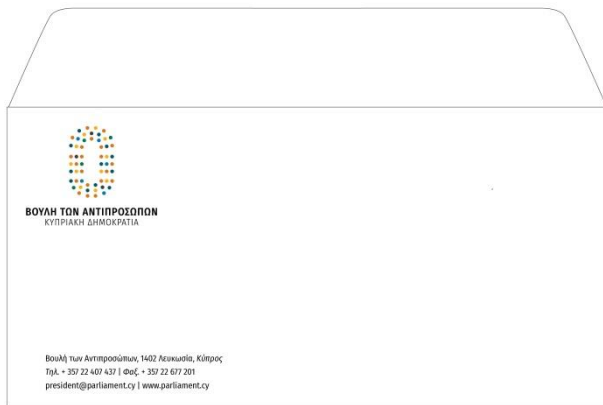 ΒΟΥΛΗ ΤΩΝ ΑΝΤΙΠΡΟΣΩΠΩΝ
ΚΥΠΡΙΑΚΗ ΔΗΜΟΚΡΑΤΙΑ
Βουλή των Αντιπροσώπων, 1402 Λευκωσία, Κύπρος
Τηλ. + 357 22 407 437 | Φαξ. + 357 22 677 201
president@parliament.cy | www.parliament.cy